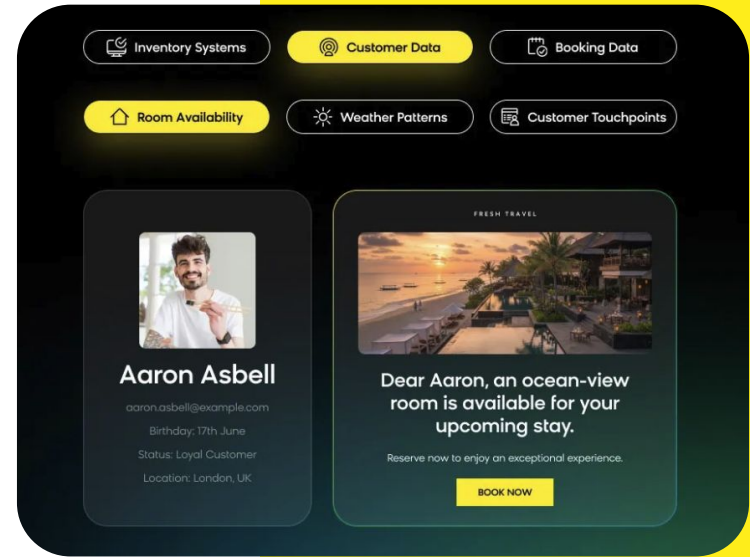 Inventory Systems
Customer Data
Booking Data
Room Availability
Weather Patterns
Customer Touchpoints
Aaron Asbell
aaron.asbell@example.com
Birthday: 17th June
Status: Loyal Customer
Location: London, UK
FRESH TRAVEL
Dear Aaron, an ocean-view
room is available for your
upcoming stay.
Reserve now to enjoy an exceptional experience.
BOOK NOW